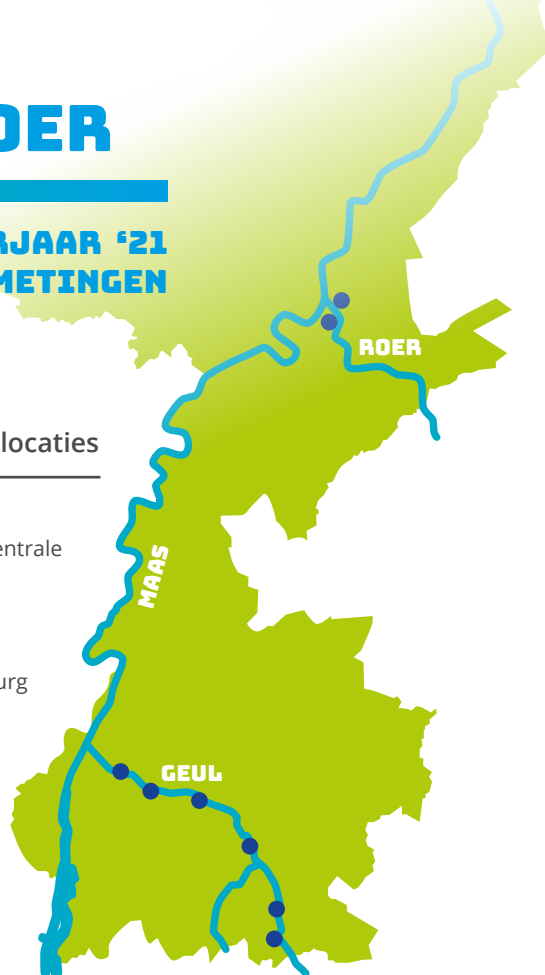 OER
RJAAR ‘21
METINGEN
ROER
locaties
entrale
MAAS
urg
GEUL